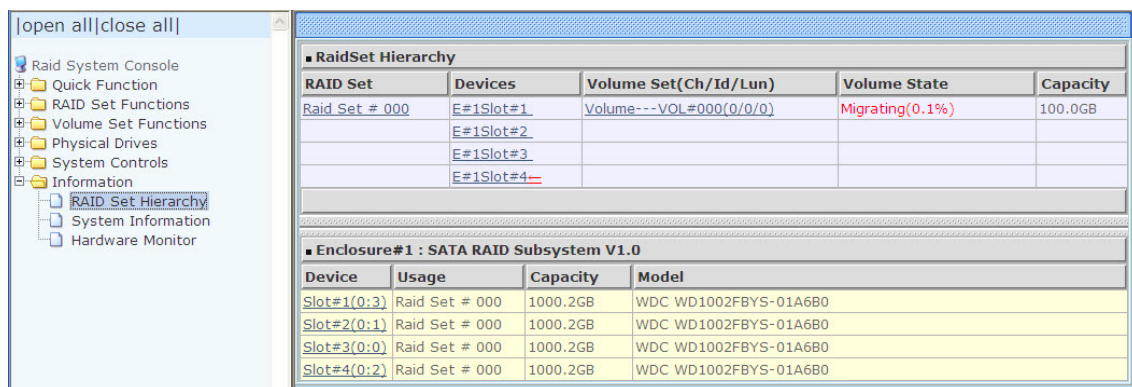 |open all|close all|
Raid System Console
Quick Function
RAID Set Functions
Volume Set Functions
Physical Drives
System Controls
Information
RAID Set Hierarchy
System Information
Hardware Monitor
RaidSet Hierarchy
RAID Set Devices Volume Set(Ch/Id/Lun) Volume State Capacity
Raid Set # 000 E#1Slot#1 Volume---VOL#000(0/0/0) Migrating(0.1%) 100.0GB
E#1Slot#2
E#1Slot#3
E#1Slot#4←
Enclosure#1 : SATA RAID Subsystem V1.0
Device Usage Capacity Model
Slot#1(0:3) Raid Set # 000 1000.2GB WDC WD1002FBYS-01A6B0
Slot#2(0:1) Raid Set # 000 1000.2GB WDC WD1002FBYS-01A6B0
Slot#3(0:0) Raid Set # 000 1000.2GB WDC WD1002FBYS-01A6B0
Slot#4(0:2) Raid Set # 000 1000.2GB WDC WD1002FBYS-01A6B0